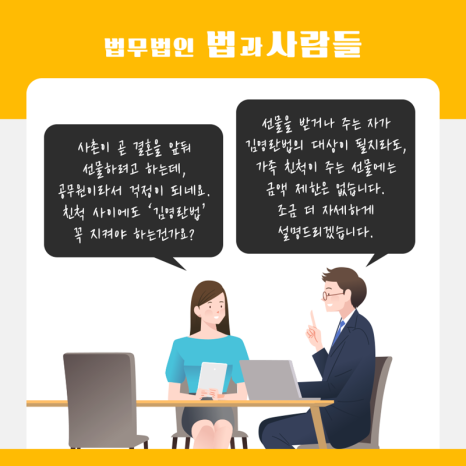 법무법인 법과사람들
사촌이 곧 결혼을 앞둬
선물하려고 하는데,
공무원이라서 걱정이 되네요.
친척 사이에도 '김영란법'
꼭 지켜야 하는건가요?
선물을 받거나 주는 자가
김영란법의 대상이 될지라도,
가족 친척이 주는 선물에는
금액 제한은 없습니다.
조금 더 자세하게
설명드리겠습니다.